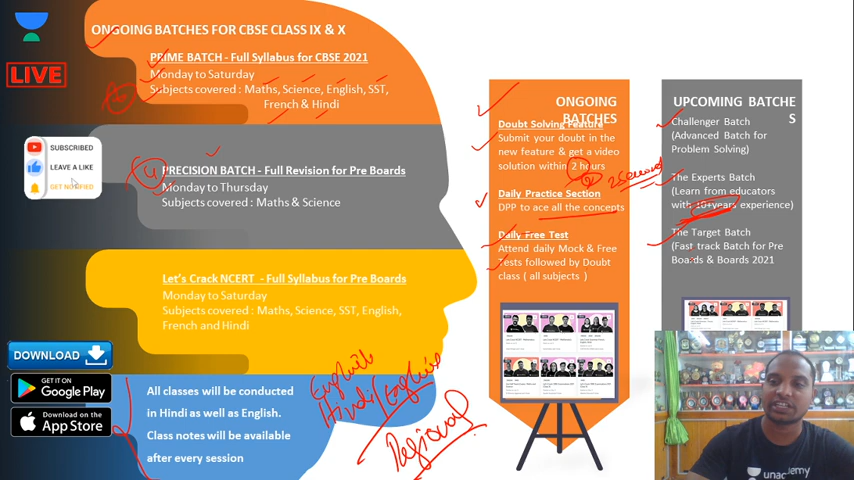 ONGOING BATCHES FOR CBSE CLASS IX & X
LIVE
PRIME BATCH - Full Syllabus for CBSE 2021
Monday to Saturday
Subjects covered : Maths, Science, English, SST,
French & Hindi
SUBSCRIBED
LEAVE A LIKE
GET NOTIFIED
PRECISION BATCH - Full Revision for Pre Boards
Monday to Thursday
Subjects covered : Maths & Science
Let's Crack NCERT - Full Syllabus for Pre Boards
Monday to Saturday
Subjects covered : Maths, Science, SST, English,
French and Hindi
DOWNLOAD
GET IT ON
Google Play
Download on the
App Store
All classes will be conducted
in Hindi as well as English.
Class notes will be available
after every session
English
Hindi/English
Regional
ONGOING
BATCHES
Doubt Solving Feature
Submit your doubt in the
new feature & get a video
solution within 2 hours
Daily Practice Section
DPP to ace all the concepts
Daily Free Test
Attend daily Mock & Free
Tests followed by Doubt
class ( all subjects )
UPCOMING BATCHE
S
Challenger Batch
(Advanced Batch for
Problem Solving)
The Experts Batch
(Learn from educators
with 10+years experience)
The Target Batch
(Fast track Batch for Pre
Boards & Boards 2021
unacademy